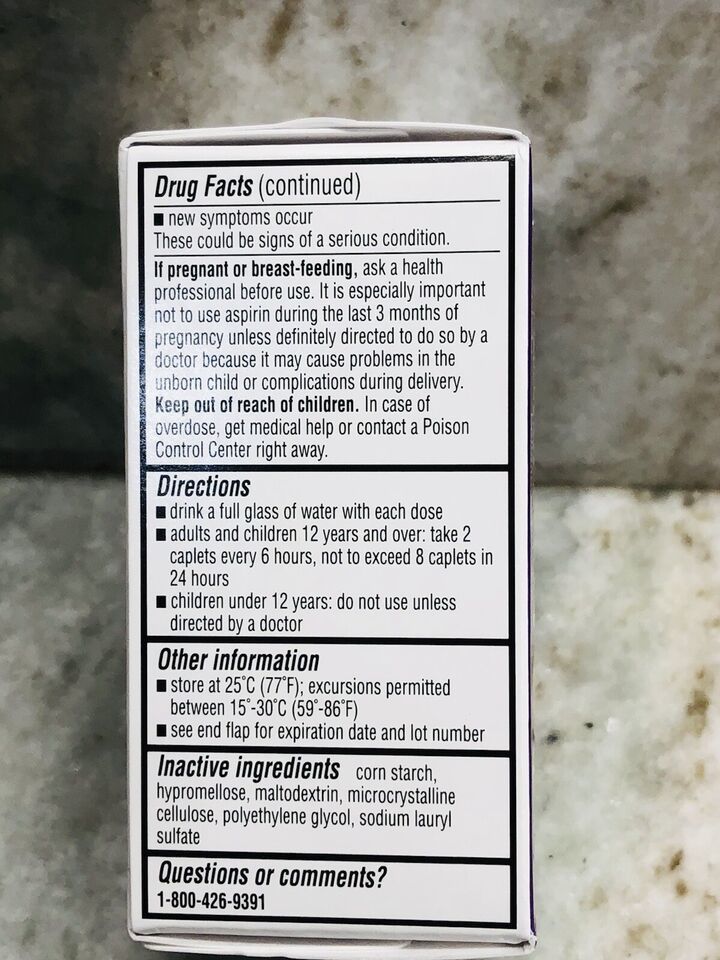 Drug Facts (continued)
■ new symptoms occur
These could be signs of a serious condition.
If pregnant or breast-feeding, ask a health
professional before use. It is especially important
not to use aspirin during the last 3 months of
pregnancy unless definitely directed to do so by a
doctor because it may cause problems in the
unborn child or complications during delivery.
Keep out of reach of children. In case of
overdose, get medical help or contact a Poison
Control Center right away.
Directions
■ drink a full glass of water with each dose
■ adults and children 12 years and over: take 2
caplets every 6 hours, not to exceed 8 caplets in
24 hours
■ children under 12 years: do not use unless
directed by a doctor
Other information
■ store at 25°C (77°F); excursions permitted
between 15°-30°C (59°-86°F)
■ see end flap for expiration date and lot number
Inactive ingredients corn starch,
hypromellose, maltodextrin, microcrystalline
cellulose, polyethylene glycol, sodium lauryl
sulfate
Questions or comments?
1-800-426-9391